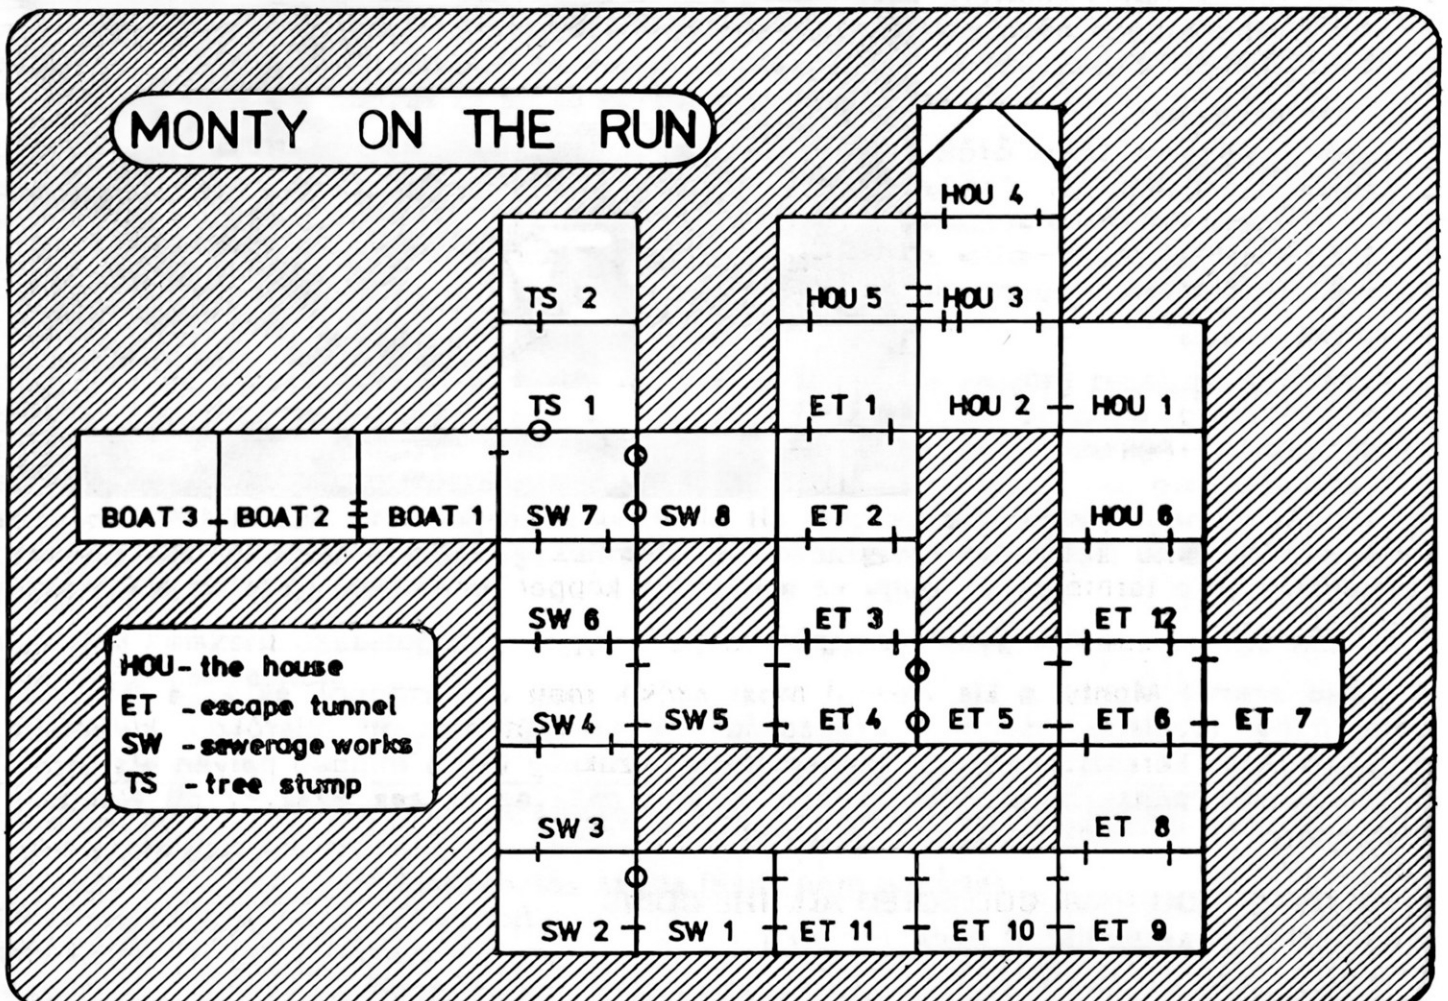 MONTY ON THE RUN
HOU 4
TS 2
HOU 5 HOU 3
TS 1
ET 1 HOU 2 HOU 1
BOAT 3 BOAT 2 BOAT 1 SW 7 SW 8 ET 2 HOU 6
SW 6 ET 3 ET 12
SW 4 SW 5 ET 4 ET 5 ET 6 ET 7
SW 3 ET 8
SW 2 SW 1 ET 11 ET 10 ET 9
HOU - the house
ET - escape tunnel
SW - sewerage works
TS - tree stump